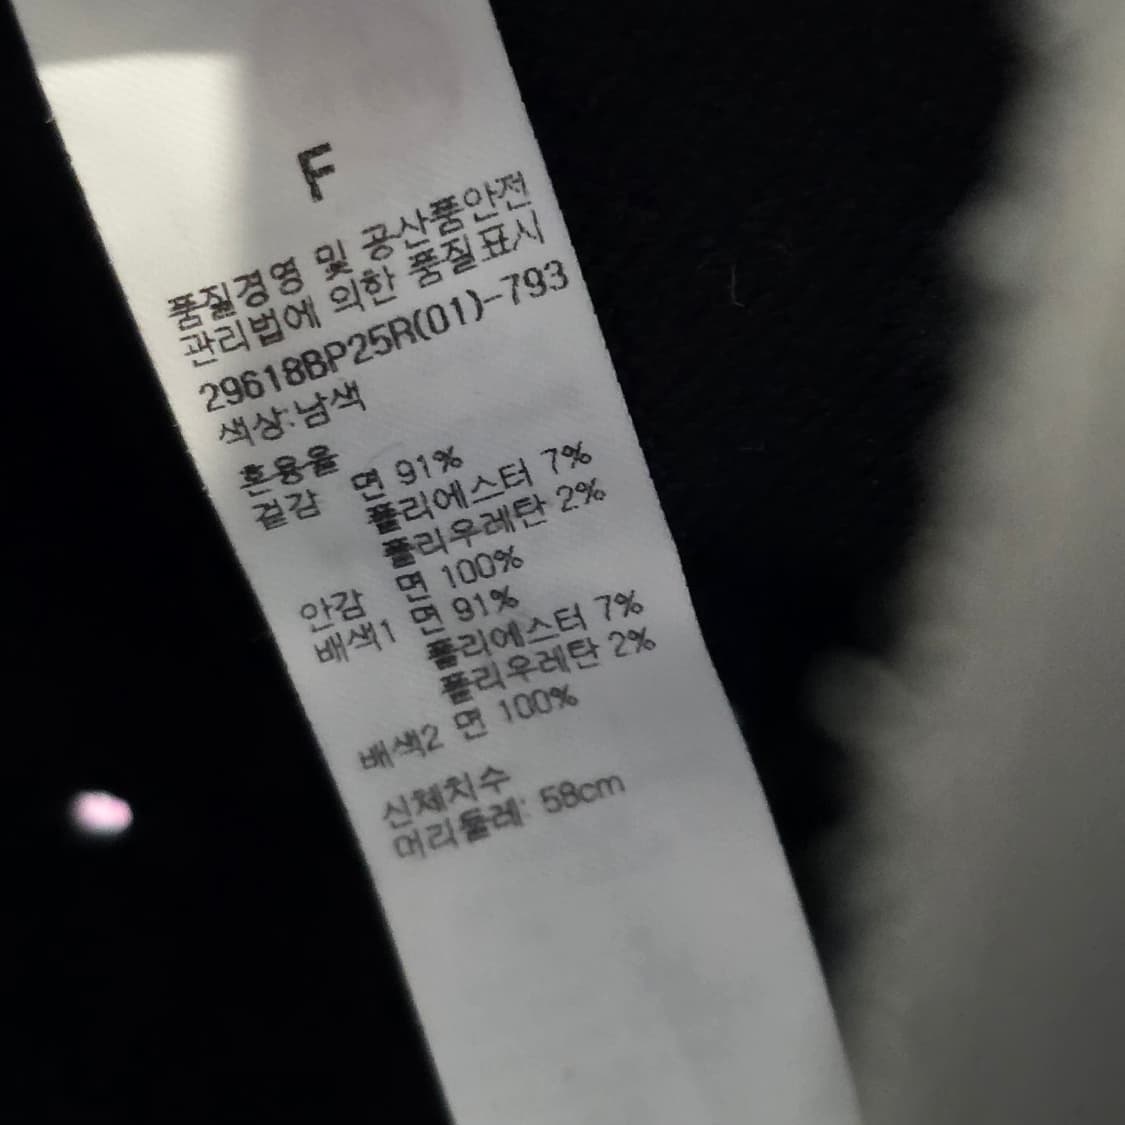 F
품질경영 및 공산품안전
관리법에 의한 품질표시
29618BP25R(01)-793
색상:남색
혼용율
겉감 면 91%
폴리에스터 7%
폴리우레탄 2%
안감 면 100%
배색1 면 91%
폴리에스터 7%
폴리우레탄 2%
배색2 면 100%
신체치수
머리둘레: 58cm